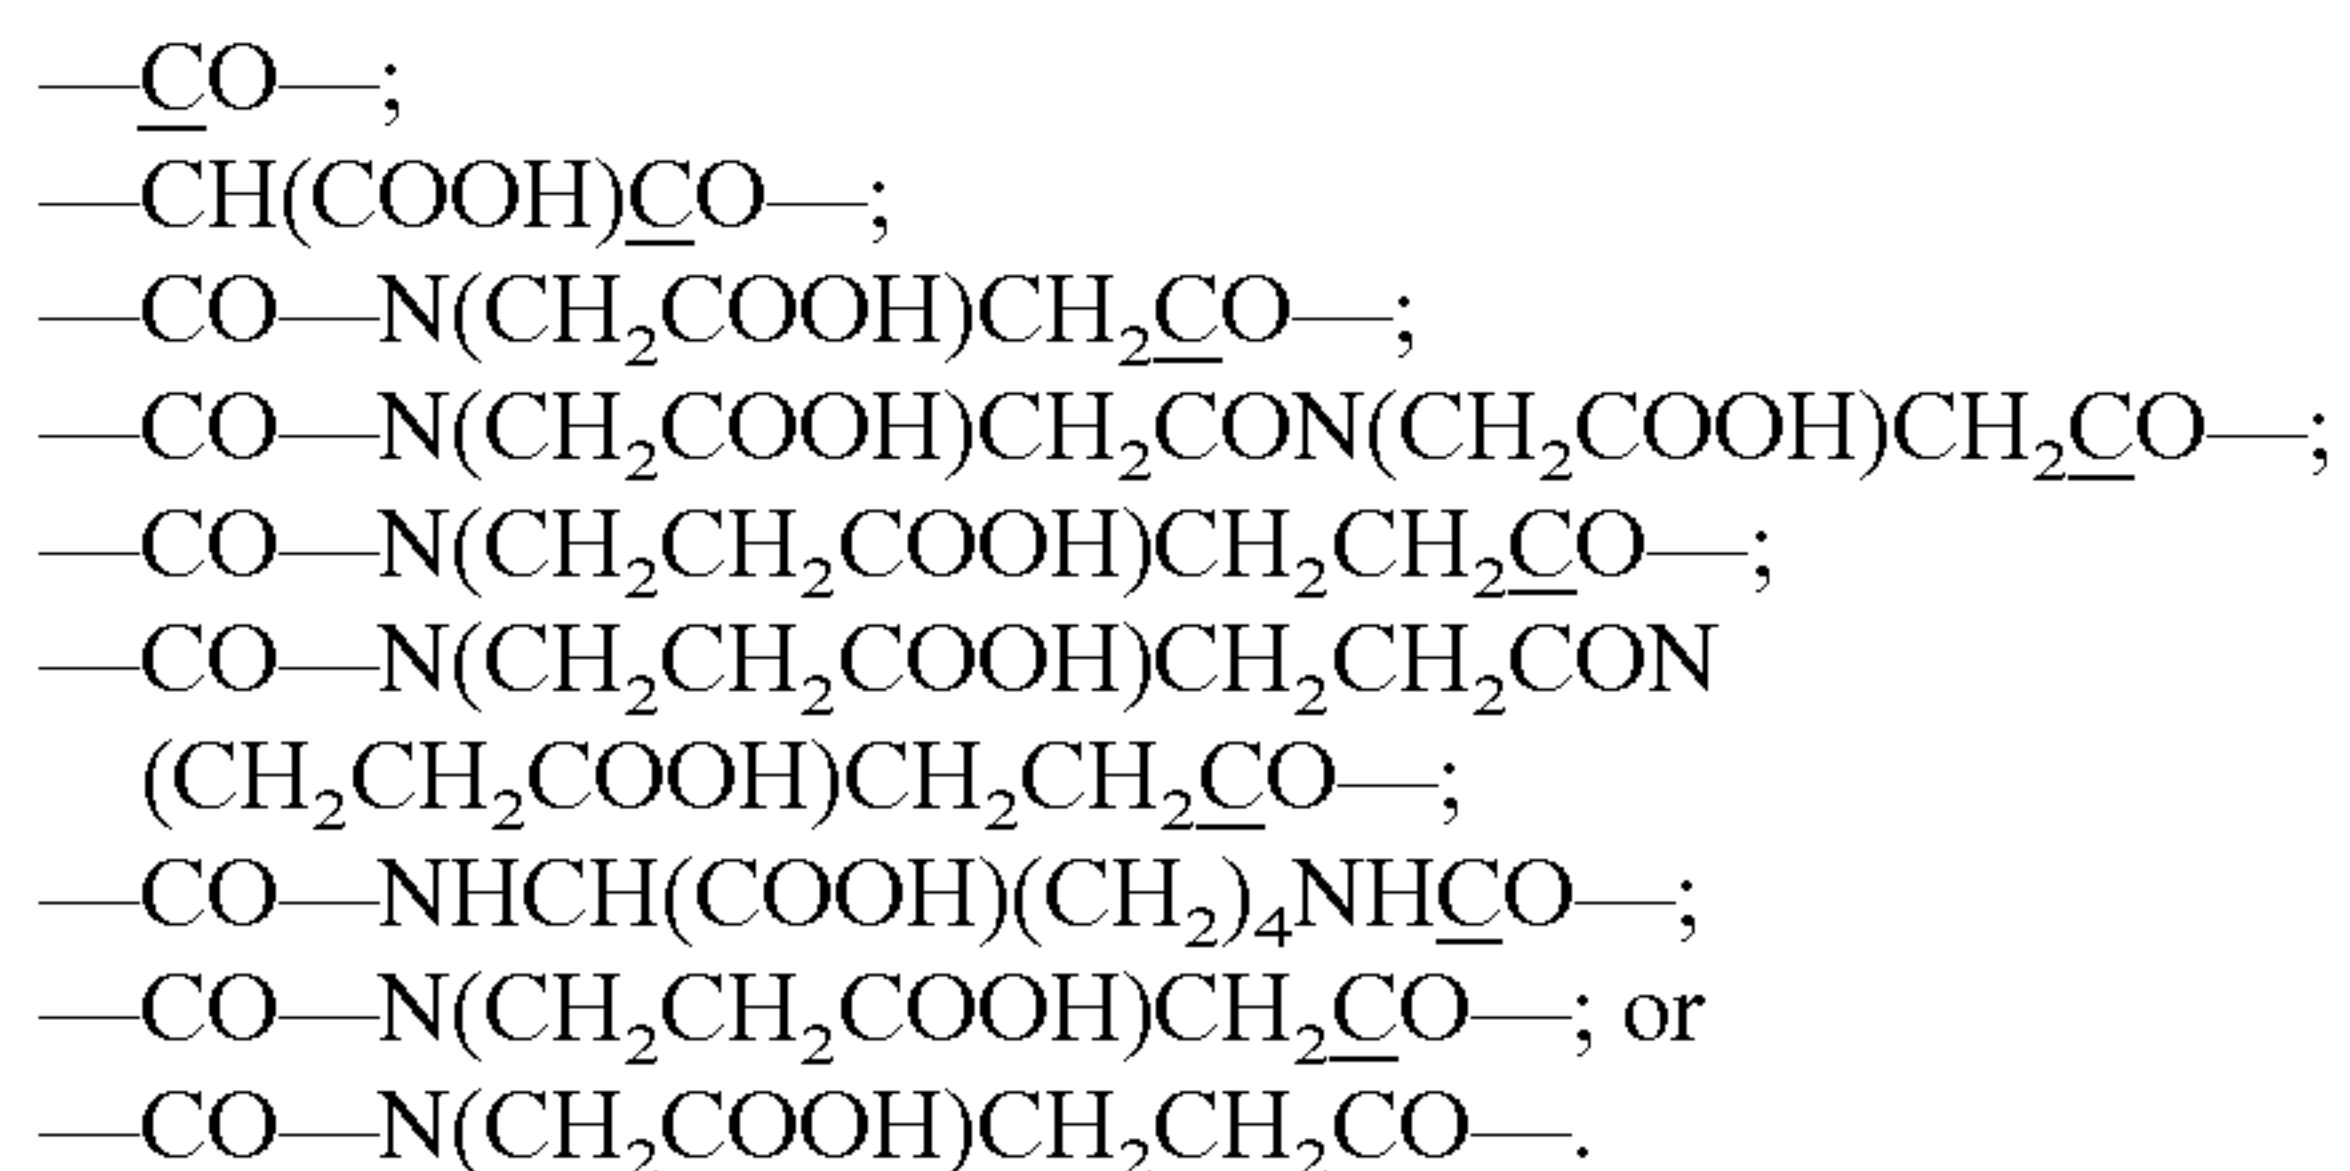 —CO—;
—CH(COOH)CO—;
—CO—N(CH₂COOH)CH₂CO—;
—CO—N(CH₂COOH)CH₂CON(CH₂COOH)CH₂CO—;
—CO—N(CH₂CH₂COOH)CH₂CH₂CO—;
—CO—N(CH₂CH₂COOH)CH₂CH₂CON
(CH₂CH₂COOH)CH₂CH₂CO—;
—CO—NHCH(COOH)(CH₂)₄NHCO—;
—CO—N(CH₂CH₂COOH)CH₂CO—; or
—CO—N(CH₂COOH)CH₂CH₂CO—.